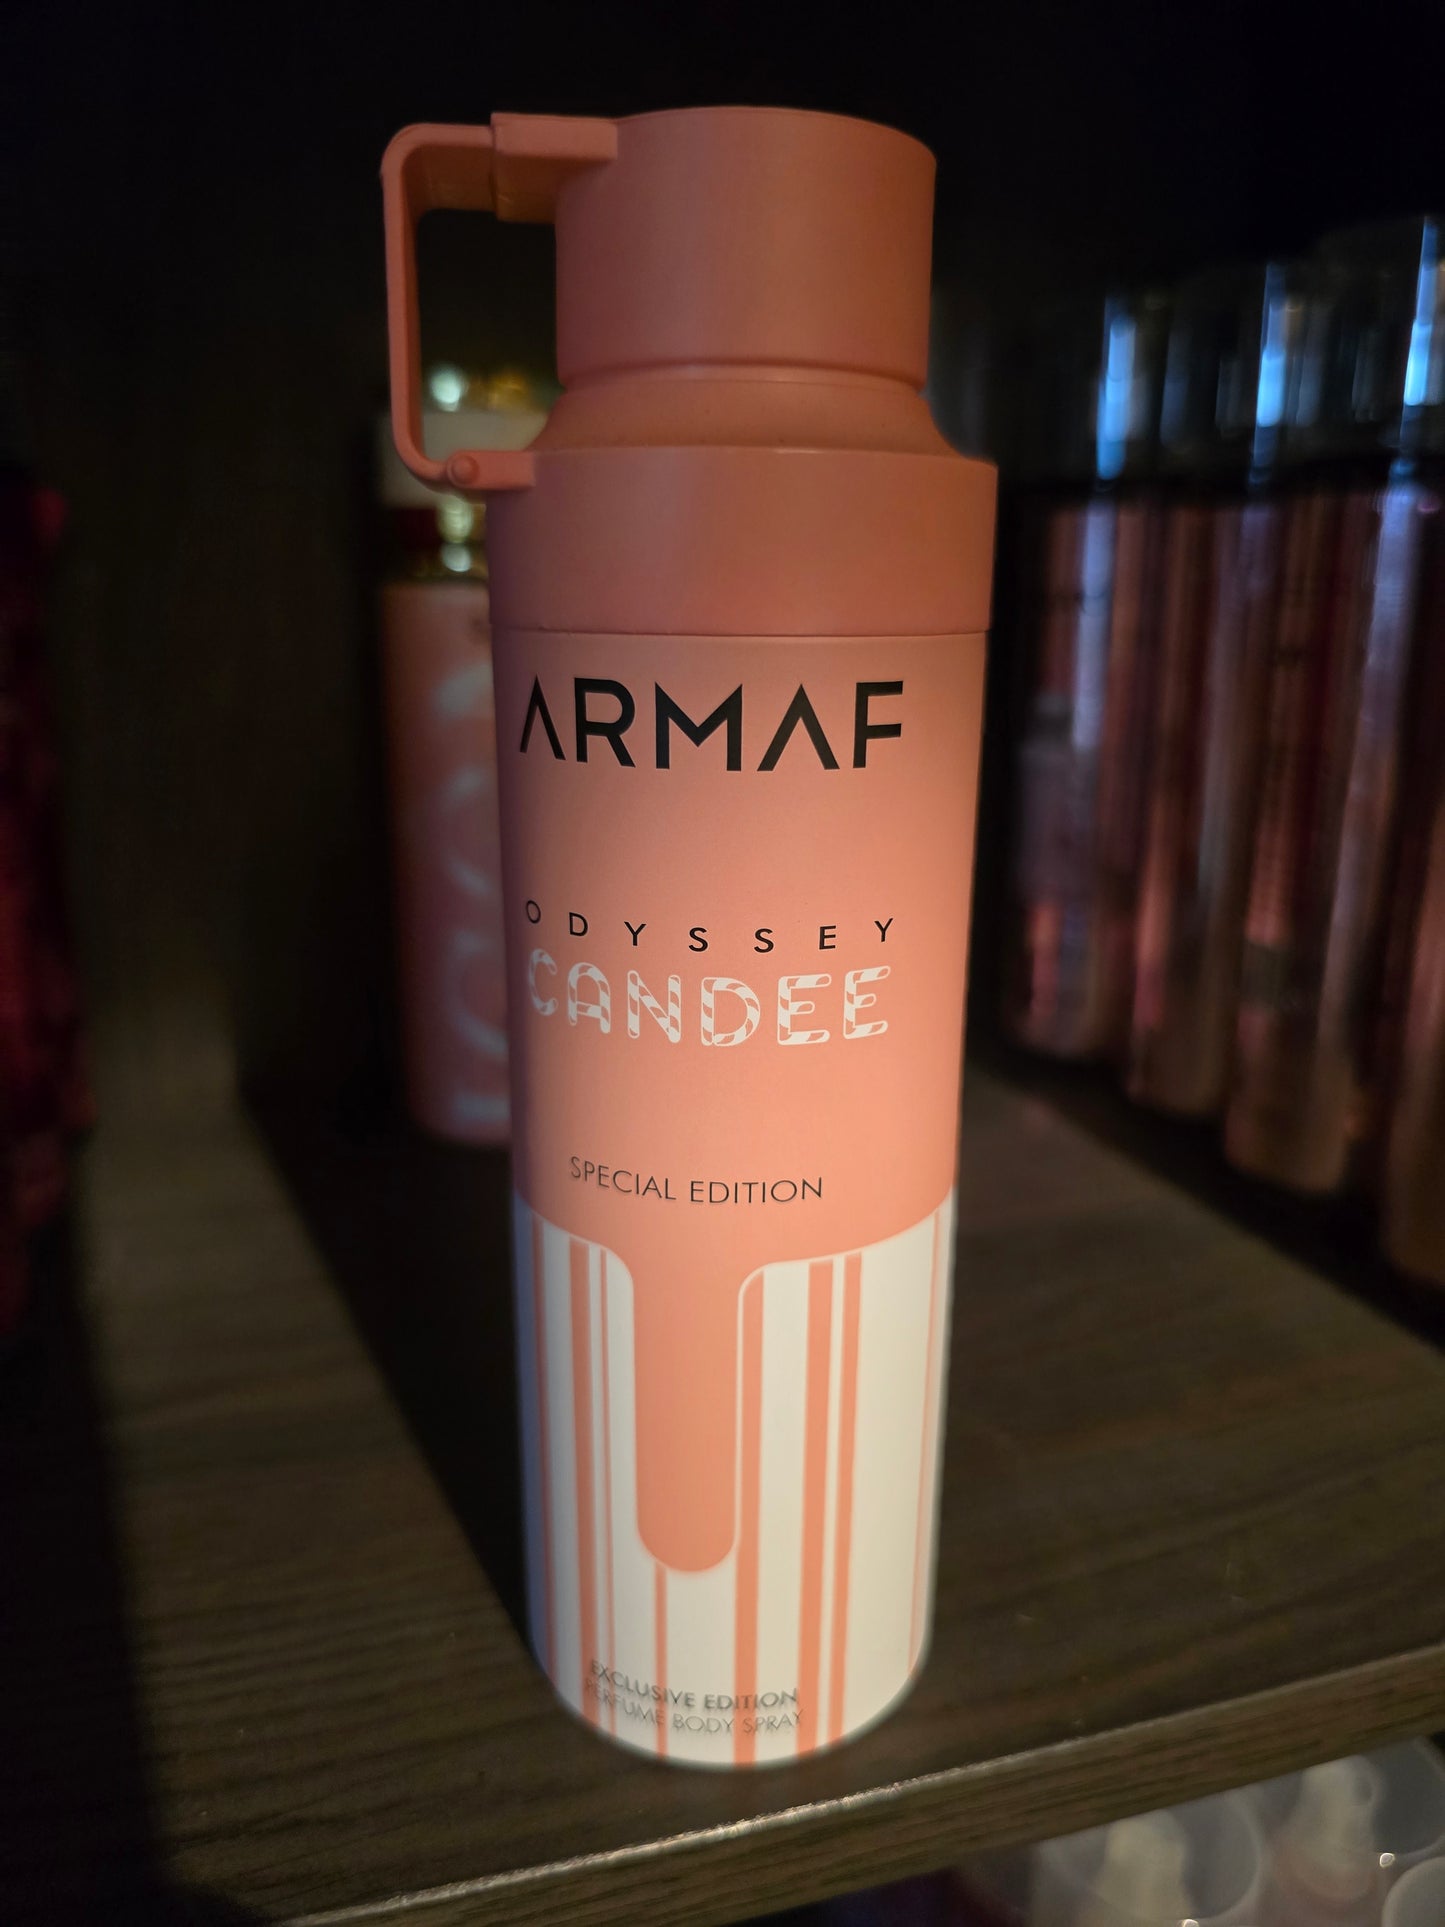 ARMAF
ODYSSEY
CANDEE
SPECIAL EDITION
EXCLUSIVE EDITION
PERFUME BODY SPRAY